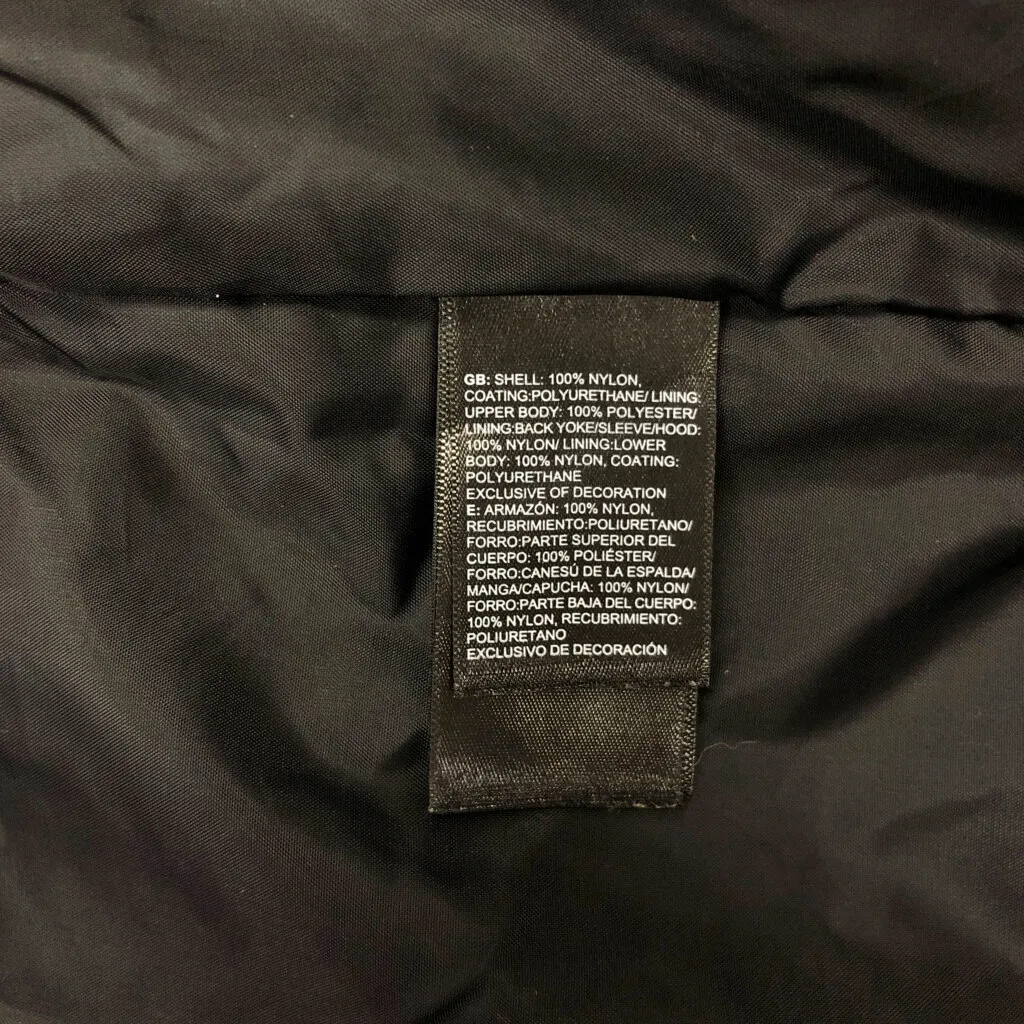 GB: SHELL: 100% NYLON,
COATING:POLYURETHANE/ LINING:
UPPER BODY: 100% POLYESTER/
LINING:BACK YOKE/SLEEVE/HOOD:
100% NYLON/ LINING:LOWER
BODY: 100% NYLON, COATING:
POLYURETHANE
EXCLUSIVE OF DECORATION
E: ARMAZÓN: 100% NYLON,
RECUBRIMIENTO:POLIURETANO/
FORRO:PARTE SUPERIOR DEL
CUERPO: 100% POLIÉSTER/
FORRO:CANESÚ DE LA ESPALDA/
MANGA/CAPUCHA: 100% NYLON/
FORRO:PARTE BAJA DEL CUERPO:
100% NYLON, RECUBRIMIENTO:
POLIURETANO
EXCLUSIVO DE DECORACIÓN